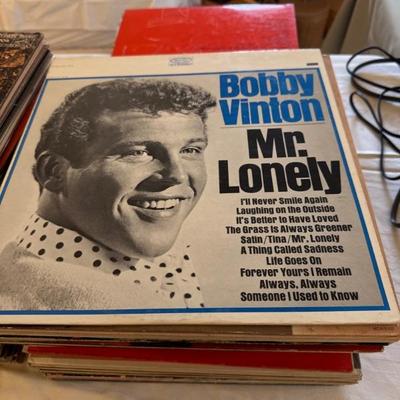 Bobby
Vinton
Mr.
Lonely
I'll Never Smile Again
Laughing on the Outside
It's Better to Have Loved
The Grass Is Always Greener
Satin/Tina/Mr. Lonely
A Thing Called Sadness
Life Goes On
Forever Yours I Remain
Always, Always
Someone I Used to Know